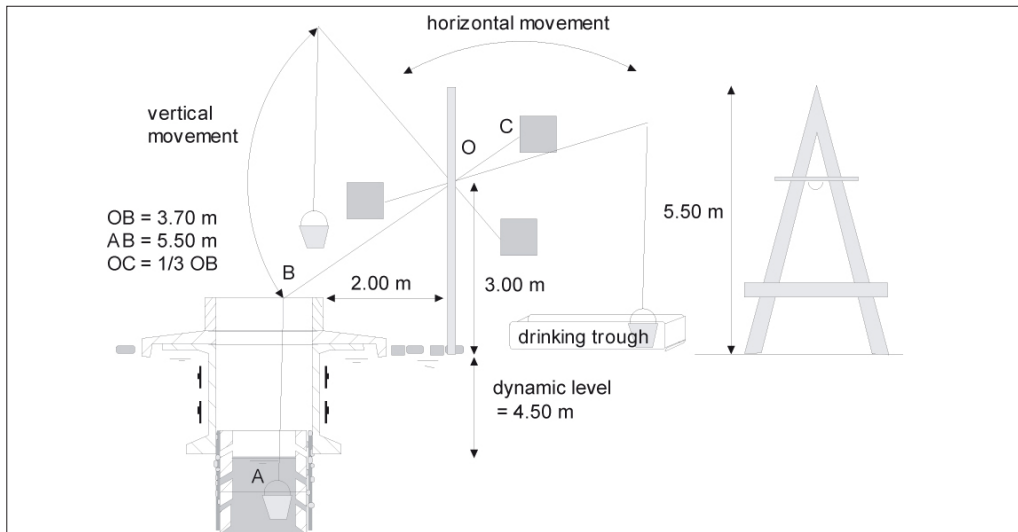 horizontal movement
vertical
movement
C
O
OB = 3.70 m
AB = 5.50 m
OC = 1/3 OB
B
2.00 m
3.00 m
5.50 m
drinking trough
dynamic level
= 4.50 m
A